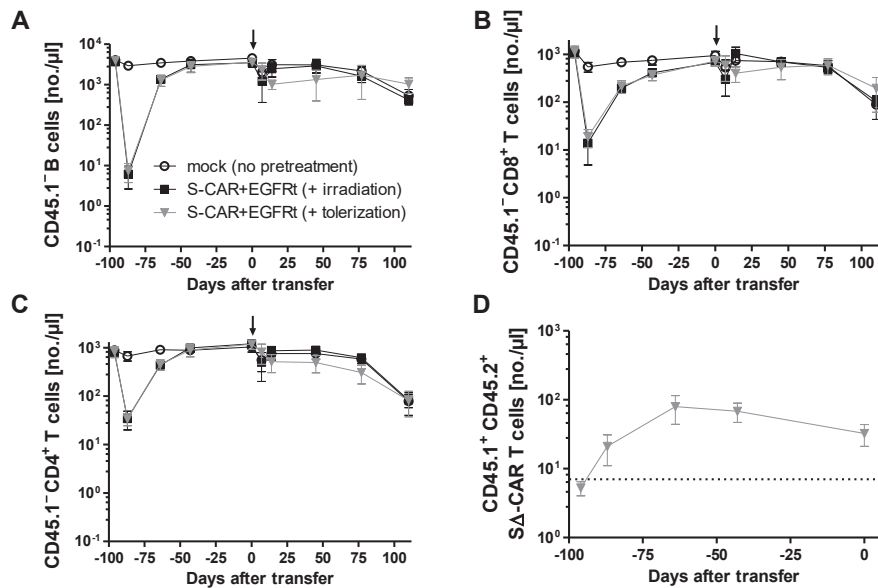 A
CD45.1⁻ B cells [no./µl]
10⁴
10³
10²
10¹
10⁰
10⁻¹
mock (no pretreatment)
S-CAR+EGFRt (+ irradiation)
S-CAR+EGFRt (+ tolerization)
-100 -75 -50 -25 0 25 50 75 100
Days after transfer
B
CD45.1⁻CD8⁺ T cells [no./µl]
10³
10²
10¹
10⁰
10⁻¹
-100 -75 -50 -25 0 25 50 75 100
Days after transfer
C
CD45.1⁻CD4⁺ T cells [no./µl]
10³
10²
10¹
10⁰
10⁻¹
-100 -75 -50 -25 0 25 50 75 100
Days after transfer
D
CD45.1⁺ CD45.2⁺
SΔ-CAR T cells [no./µl]
10³
10²
10¹
10⁰
-100 -75 -50 -25 0
Days after transfer